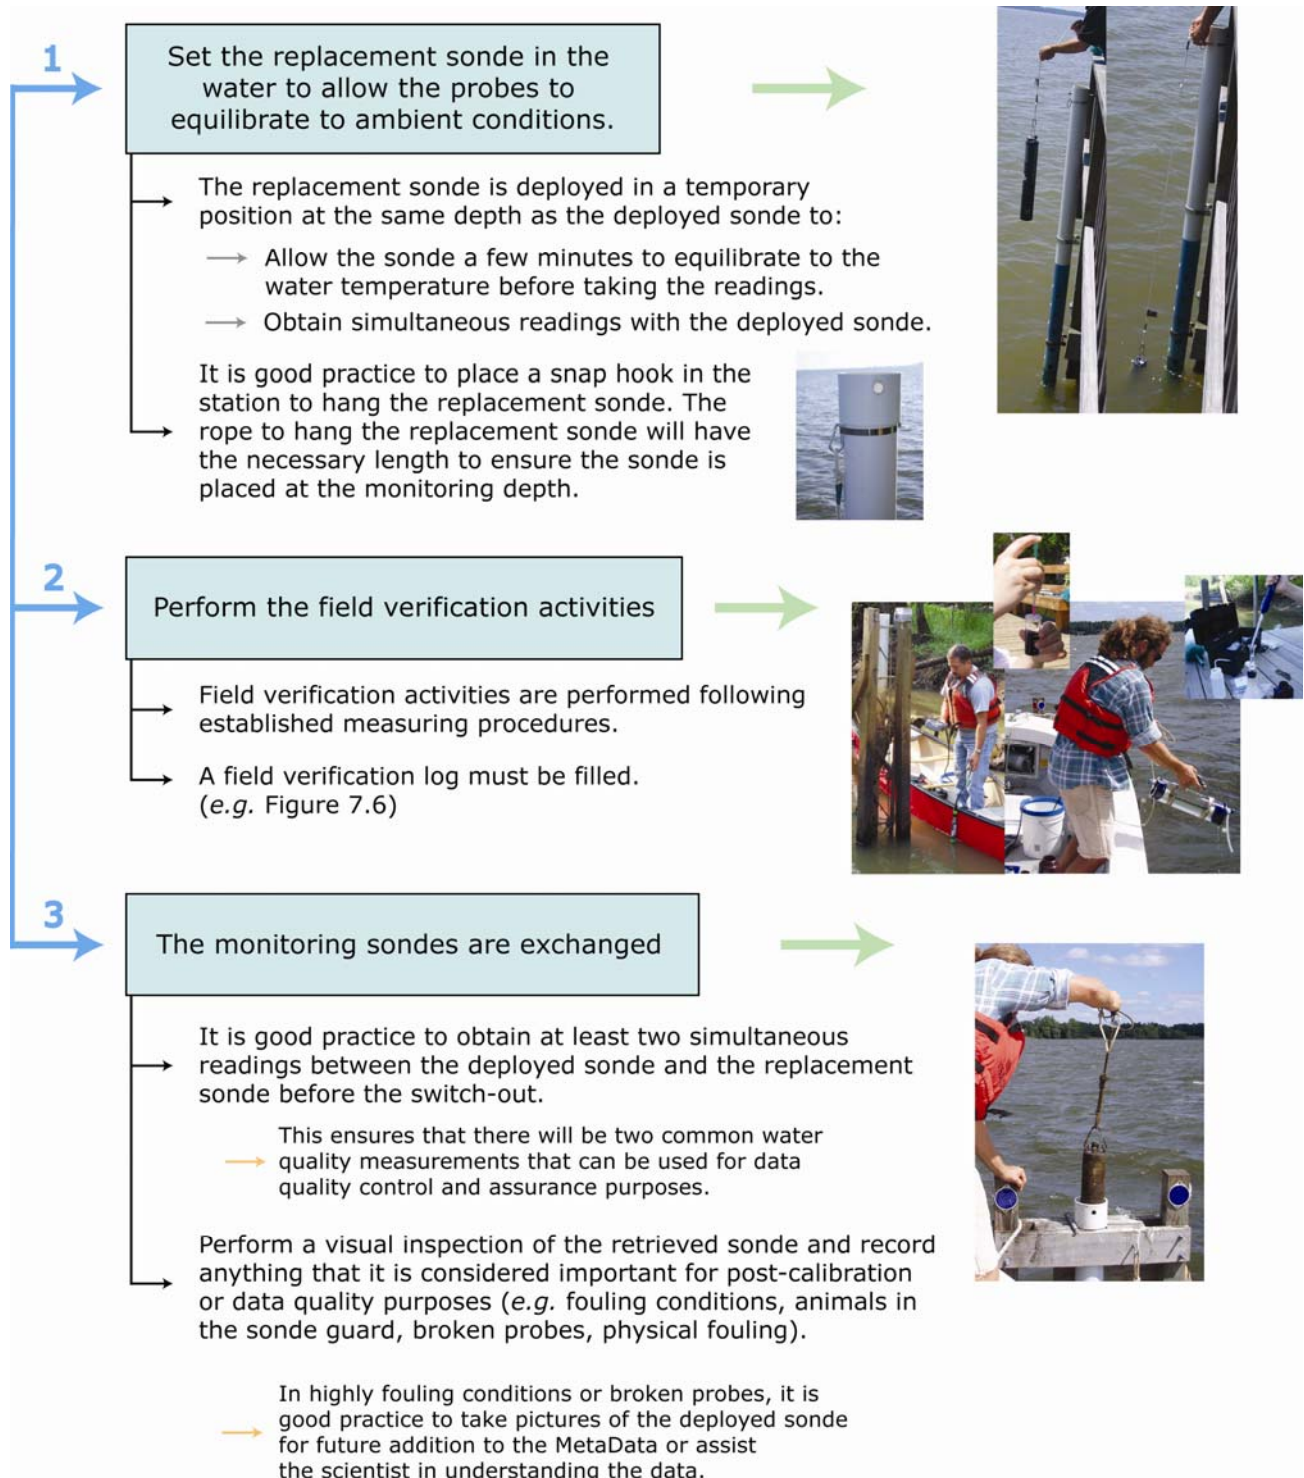 1
Set the replacement sonde in the
water to allow the probes to
equilibrate to ambient conditions.
The replacement sonde is deployed in a temporary
position at the same depth as the deployed sonde to:
Allow the sonde a few minutes to equilibrate to the
water temperature before taking the readings.
Obtain simultaneous readings with the deployed sonde.
It is good practice to place a snap hook in the
station to hang the replacement sonde. The
rope to hang the replacement sonde will have
the necessary length to ensure the sonde is
placed at the monitoring depth.
2
Perform the field verification activities
Field verification activities are performed following
established measuring procedures.
A field verification log must be filled.
(e.g. Figure 7.6)
3
The monitoring sondes are exchanged
It is good practice to obtain at least two simultaneous
readings between the deployed sonde and the replacement
sonde before the switch-out.
This ensures that there will be two common water
quality measurements that can be used for data
quality control and assurance purposes.
Perform a visual inspection of the retrieved sonde and record
anything that it is considered important for post-calibration
or data quality purposes (e.g. fouling conditions, animals in
the sonde guard, broken probes, physical fouling).
In highly fouling conditions or broken probes, it is
good practice to take pictures of the deployed sonde
for future addition to the MetaData or assist
the scientist in understanding the data.